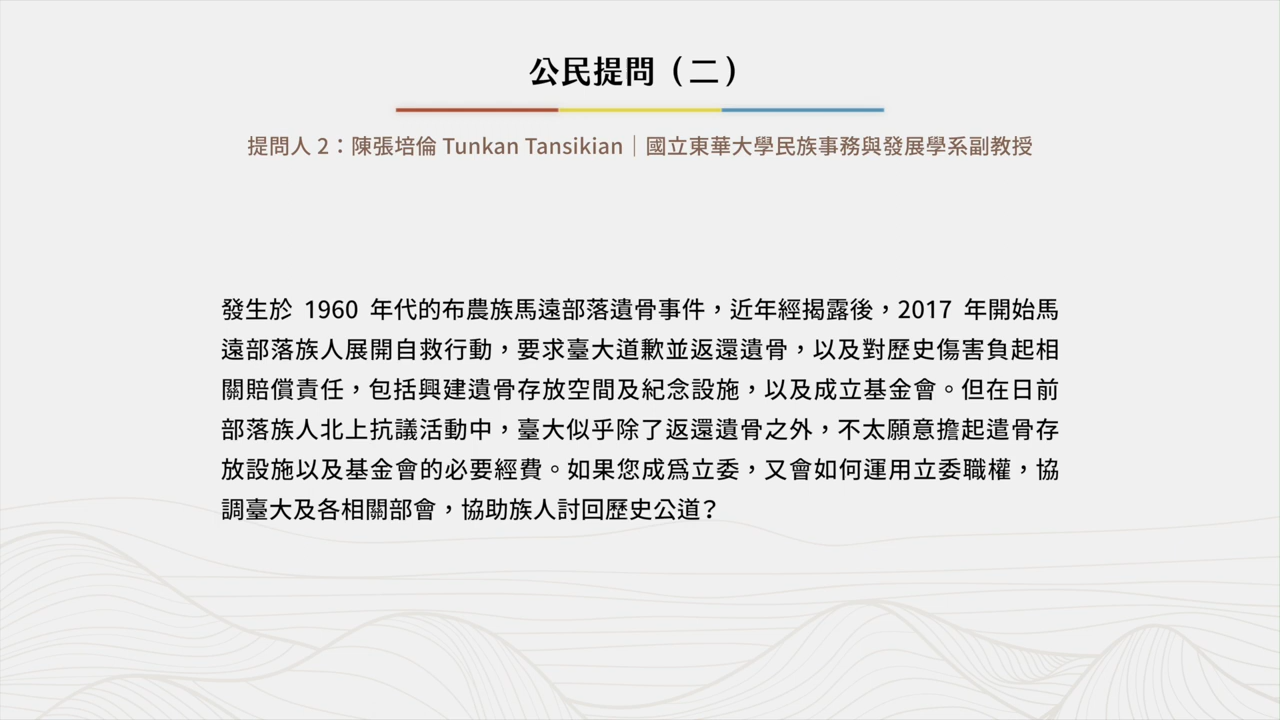 公民提問（二）
提問人 2：陳張培倫 Tunkan Tansikian｜國立東華大學民族事務與發展學系副教授
發生於 1960 年代的布農族馬遠部落遺骨事件，近年經揭露後，2017 年開始馬
遠部落族人展開自救行動，要求臺大道歉並返還遺骨，以及對歷史傷害負起相
關賠償責任，包括興建遺骨存放空間及紀念設施，以及成立基金會。但在日前
部落族人北上抗議活動中，臺大似乎除了返還遺骨之外，不太願意擔起遺骨存
放設施以及基金會的必要經費。如果您成為立委，又會如何運用立委職權，協
調臺大及各相關部會，協助族人討回歷史公道？